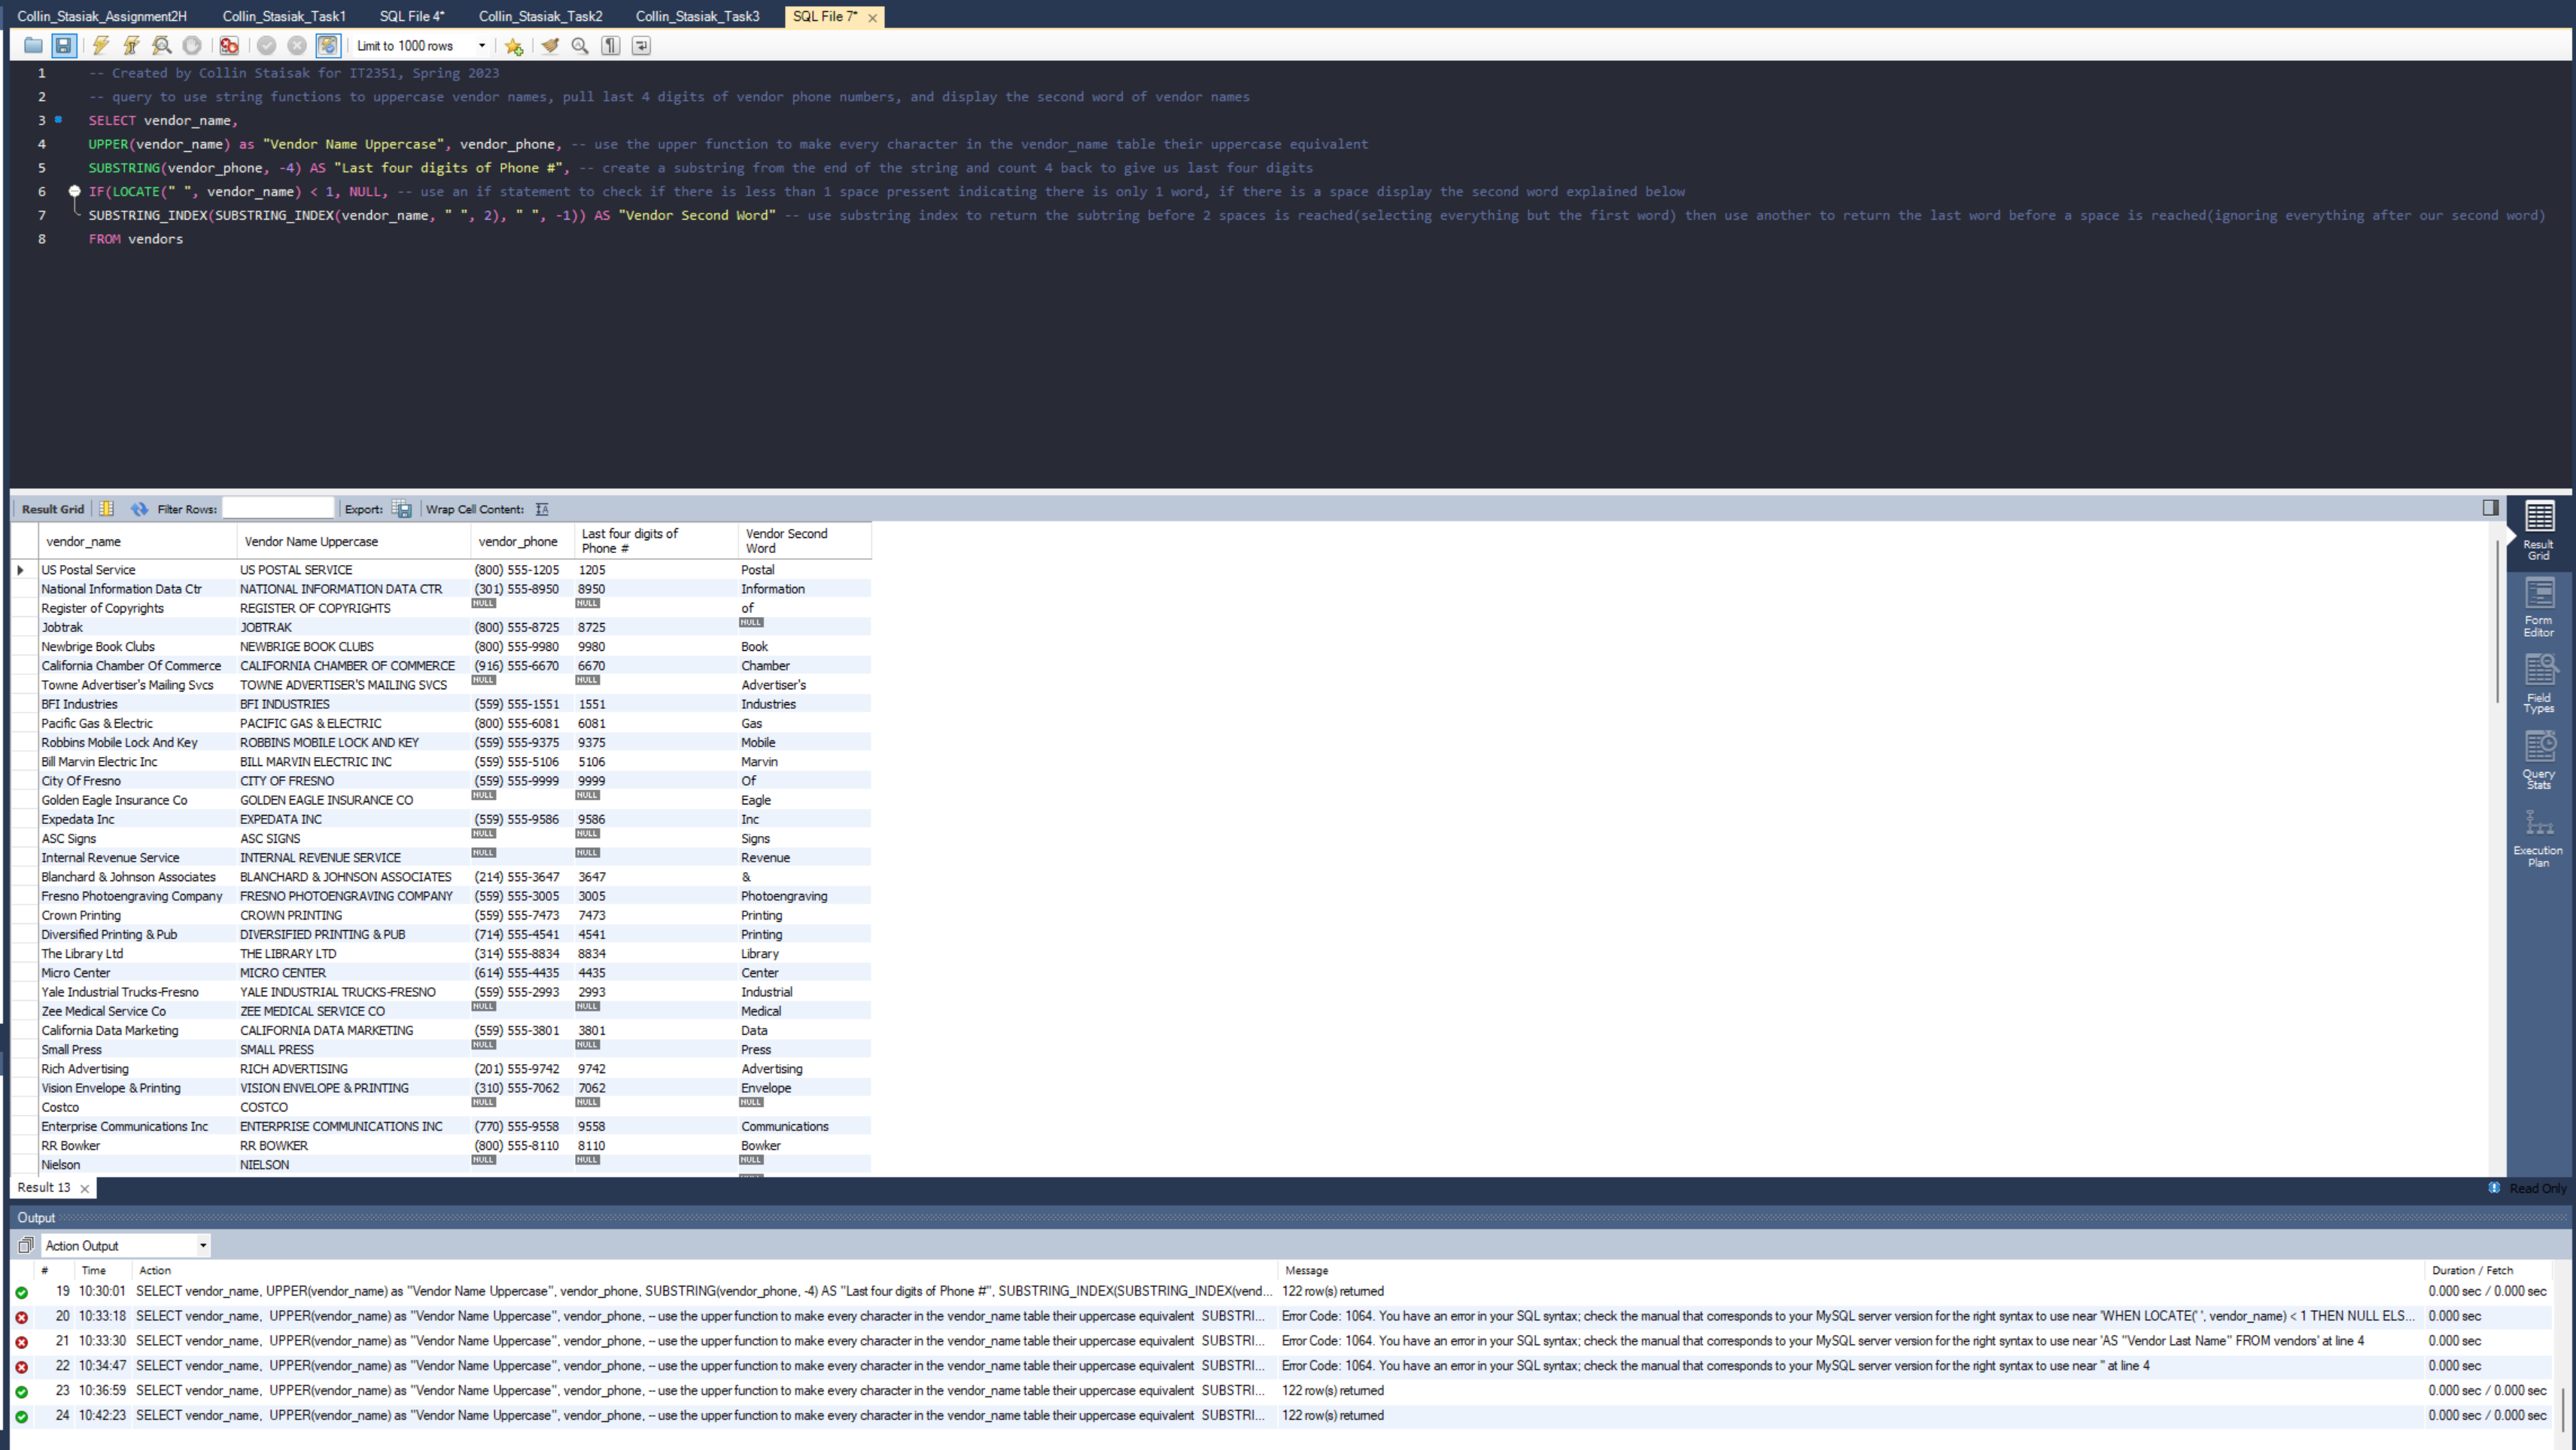 Collin_Stasiak_Assignment2H Collin_Stasiak_Task1 SQL File 4* Collin_Stasiak_Task2 Collin_Stasiak_Task3 SQL File 7*
Limit to 1000 rows
1 -- Created by Collin Staisak for IT2351, Spring 2023
2 -- query to use string functions to uppercase vendor names, pull last 4 digits of vendor phone numbers, and display the second word of vendor names
3 SELECT vendor_name,
4 UPPER(vendor_name) as "Vendor Name Uppercase", vendor_phone, -- use the upper function to make every character in the vendor_name table their uppercase equivalent
5 SUBSTRING(vendor_phone, -4) AS "Last four digits of Phone #", -- create a substring from the end of the string and count 4 back to give us last four digits
6 IF(LOCATE(" ", vendor_name) < 1, NULL, -- use an if statement to check if there is less than 1 space pressent indicating there is only 1 word, if there is a space display the second word explained below
7 SUBSTRING_INDEX(SUBSTRING_INDEX(vendor_name, " ", 2), " ", -1)) AS "Vendor Second Word" -- use substring index to return the subtring before 2 spaces is reached(selecting everything but the first word) then use another to return the last word before a space is reached(ignoring everything after our second word)
8 FROM vendors
Result Grid Filter Rows: Export: Wrap Cell Content:
vendor_name Vendor Name Uppercase vendor_phone Last four digits of Phone # Vendor Second Word
US Postal Service US POSTAL SERVICE (800) 555-1205 1205 Postal
National Information Data Ctr NATIONAL INFORMATION DATA CTR (301) 555-8950 8950 Information
Register of Copyrights REGISTER OF COPYRIGHTS NULL NULL of
Jobtrak JOBTRAK (800) 555-8725 8725 NULL
Newbrige Book Clubs NEWBRIGE BOOK CLUBS (800) 555-9980 9980 Book
California Chamber Of Commerce CALIFORNIA CHAMBER OF COMMERCE (916) 555-6670 6670 Chamber
Towne Advertiser's Mailing Svcs TOWNE ADVERTISER'S MAILING SVCS NULL NULL Advertiser's
BFI Industries BFI INDUSTRIES (559) 555-1551 1551 Industries
Pacific Gas & Electric PACIFIC GAS & ELECTRIC (800) 555-6081 6081 Gas
Robbins Mobile Lock And Key ROBBINS MOBILE LOCK AND KEY (559) 555-9375 9375 Mobile
Bill Marvin Electric Inc BILL MARVIN ELECTRIC INC (559) 555-5106 5106 Marvin
City Of Fresno CITY OF FRESNO (559) 555-9999 9999 Of
Golden Eagle Insurance Co GOLDEN EAGLE INSURANCE CO NULL NULL Eagle
Expedata Inc EXPEDATA INC (559) 555-9586 9586 Inc
ASC Signs ASC SIGNS NULL NULL Signs
Internal Revenue Service INTERNAL REVENUE SERVICE NULL NULL Revenue
Blanchard & Johnson Associates BLANCHARD & JOHNSON ASSOCIATES (214) 555-3647 3647 &
Fresno Photoengraving Company FRESNO PHOTOENGRAVING COMPANY (559) 555-3005 3005 Photoengraving
Crown Printing CROWN PRINTING (559) 555-7473 7473 Printing
Diversified Printing & Pub DIVERSIFIED PRINTING & PUB (714) 555-4541 4541 Printing
The Library Ltd THE LIBRARY LTD (314) 555-8834 8834 Library
Micro Center MICRO CENTER (614) 555-4435 4435 Center
Yale Industrial Trucks-Fresno YALE INDUSTRIAL TRUCKS-FRESNO (559) 555-2993 2993 Industrial
Zee Medical Service Co ZEE MEDICAL SERVICE CO NULL NULL Medical
California Data Marketing CALIFORNIA DATA MARKETING (559) 555-3801 3801 Data
Small Press SMALL PRESS NULL NULL Press
Rich Advertising RICH ADVERTISING (201) 555-9742 9742 Advertising
Vision Envelope & Printing VISION ENVELOPE & PRINTING (310) 555-7062 7062 Envelope
Costco COSTCO NULL NULL NULL
Enterprise Communications Inc ENTERPRISE COMMUNICATIONS INC (770) 555-9558 9558 Communications
RR Bowker RR BOWKER (800) 555-8110 8110 Bowker
Nielson NIELSON NULL NULL NULL
Result Grid
Form Editor
Field Types
Query Stats
Execution Plan
Result 13 Read Only
Output
Action Output
# Time Action Message Duration / Fetch
19 10:30:01 SELECT vendor_name, UPPER(vendor_name) as "Vendor Name Uppercase", vendor_phone, SUBSTRING(vendor_phone, -4) AS "Last four digits of Phone #", SUBSTRING_INDEX(SUBSTRING_INDEX(vend... 122 row(s) returned 0.000 sec / 0.000 sec
20 10:33:18 SELECT vendor_name, UPPER(vendor_name) as "Vendor Name Uppercase", vendor_phone, -- use the upper function to make every character in the vendor_name table their uppercase equivalent SUBSTRI... Error Code: 1064. You have an error in your SQL syntax; check the manual that corresponds to your MySQL server version for the right syntax to use near 'WHEN LOCATE(' ', vendor_name) < 1 THEN NULL ELS... 0.000 sec
21 10:33:30 SELECT vendor_name, UPPER(vendor_name) as "Vendor Name Uppercase", vendor_phone, -- use the upper function to make every character in the vendor_name table their uppercase equivalent SUBSTRI... Error Code: 1064. You have an error in your SQL syntax; check the manual that corresponds to your MySQL server version for the right syntax to use near 'AS "Vendor Last Name" FROM vendors' at line 4 0.000 sec
22 10:34:47 SELECT vendor_name, UPPER(vendor_name) as "Vendor Name Uppercase", vendor_phone, -- use the upper function to make every character in the vendor_name table their uppercase equivalent SUBSTRI... Error Code: 1064. You have an error in your SQL syntax; check the manual that corresponds to your MySQL server version for the right syntax to use near '' at line 4 0.000 sec
23 10:36:59 SELECT vendor_name, UPPER(vendor_name) as "Vendor Name Uppercase", vendor_phone, -- use the upper function to make every character in the vendor_name table their uppercase equivalent SUBSTRI... 122 row(s) returned 0.000 sec / 0.000 sec
24 10:42:23 SELECT vendor_name, UPPER(vendor_name) as "Vendor Name Uppercase", vendor_phone, -- use the upper function to make every character in the vendor_name table their uppercase equivalent SUBSTRI... 122 row(s) returned 0.000 sec / 0.000 sec